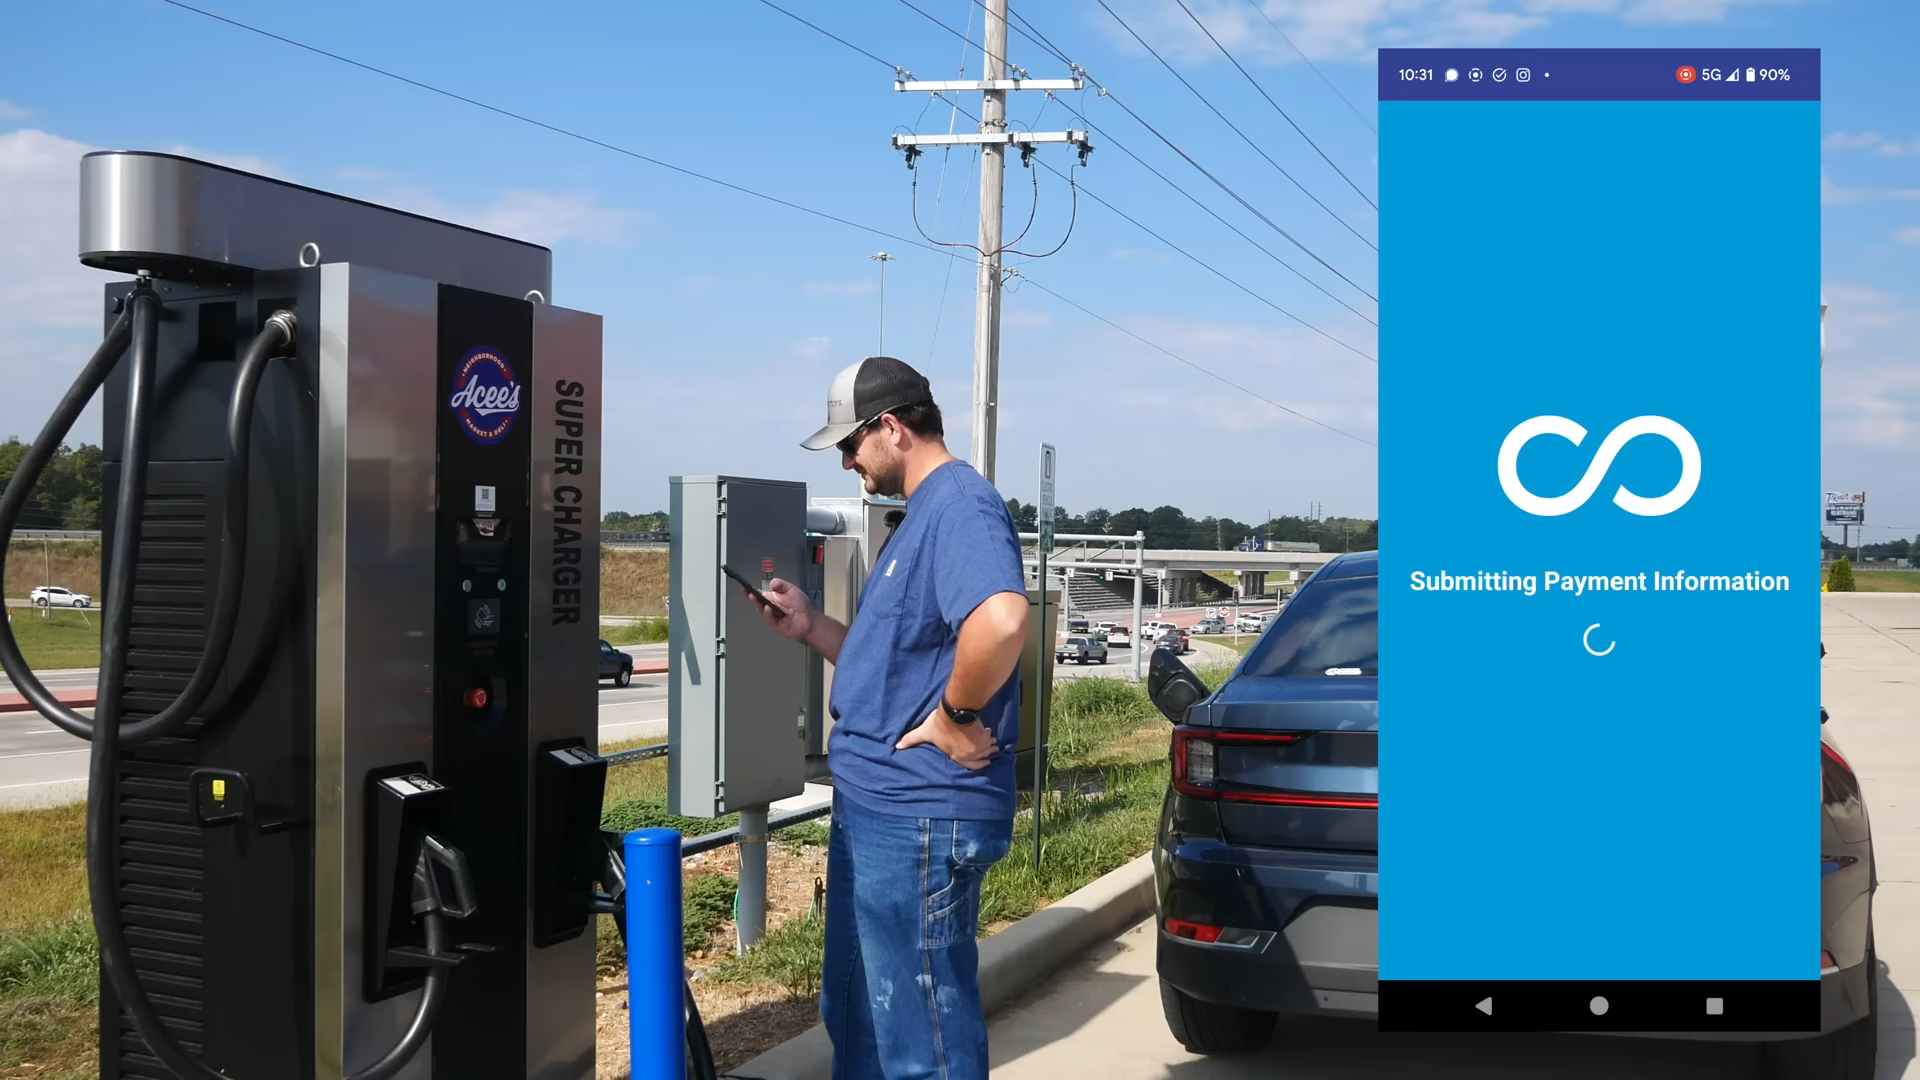 NEIGHBORHOOD
Acee's
MARKET & DELI
SUPER CHARGER
10:31
5G
90%
Submitting Payment Information